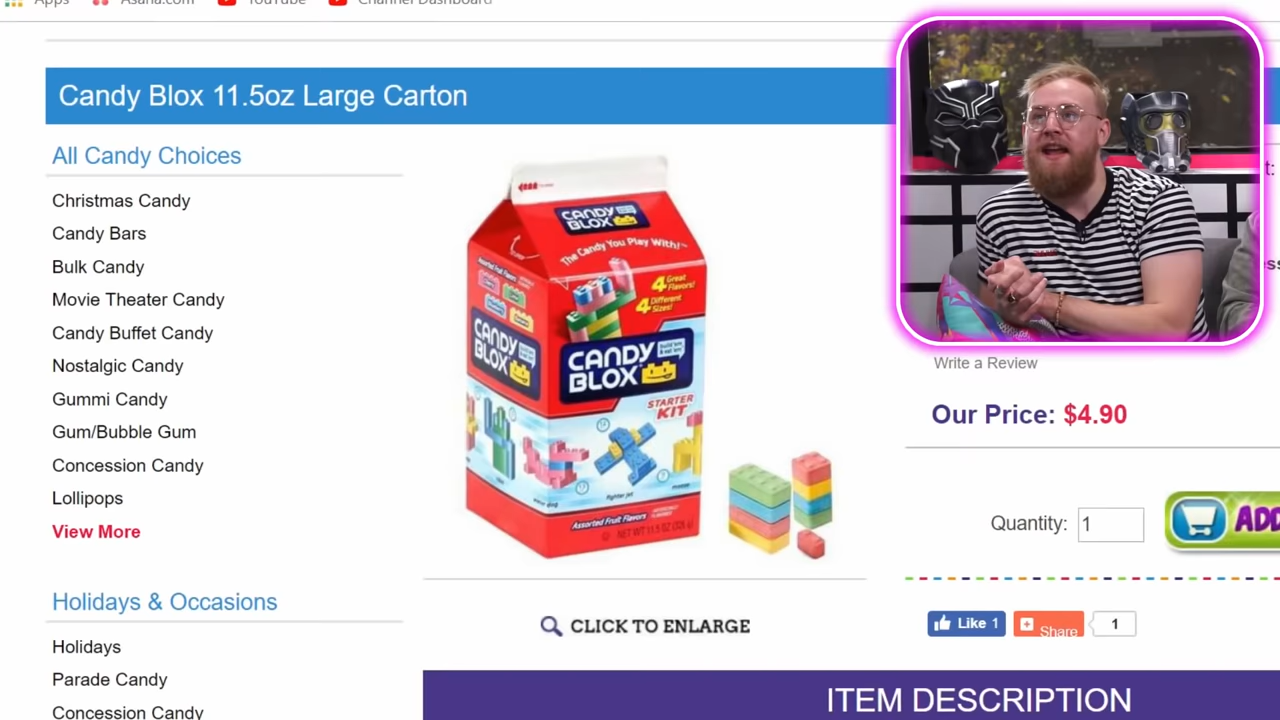 Apps
Asana.com
YouTube
Channel Dashboard
Candy Blox 11.5oz Large Carton
All Candy Choices
Christmas Candy
Candy Bars
Bulk Candy
Movie Theater Candy
Candy Buffet Candy
Nostalgic Candy
Gummi Candy
Gum/Bubble Gum
Concession Candy
Lollipops
View More
Holidays & Occasions
Holidays
Parade Candy
Concession Candy
CANDY
BLOX
The Candy You Play With!
4 Great
Flavors!
4 Different
Sizes!
CANDY
BLOX
CANDY
BLOX
STARTER
KIT
fighter jet
Assorted Fruit Flavors
NET WT 11.5 OZ
CLICK TO ENLARGE
Write a Review
Our Price: $4.90
Quantity: 1
ADD
Like 1
Share
1
ITEM DESCRIPTION